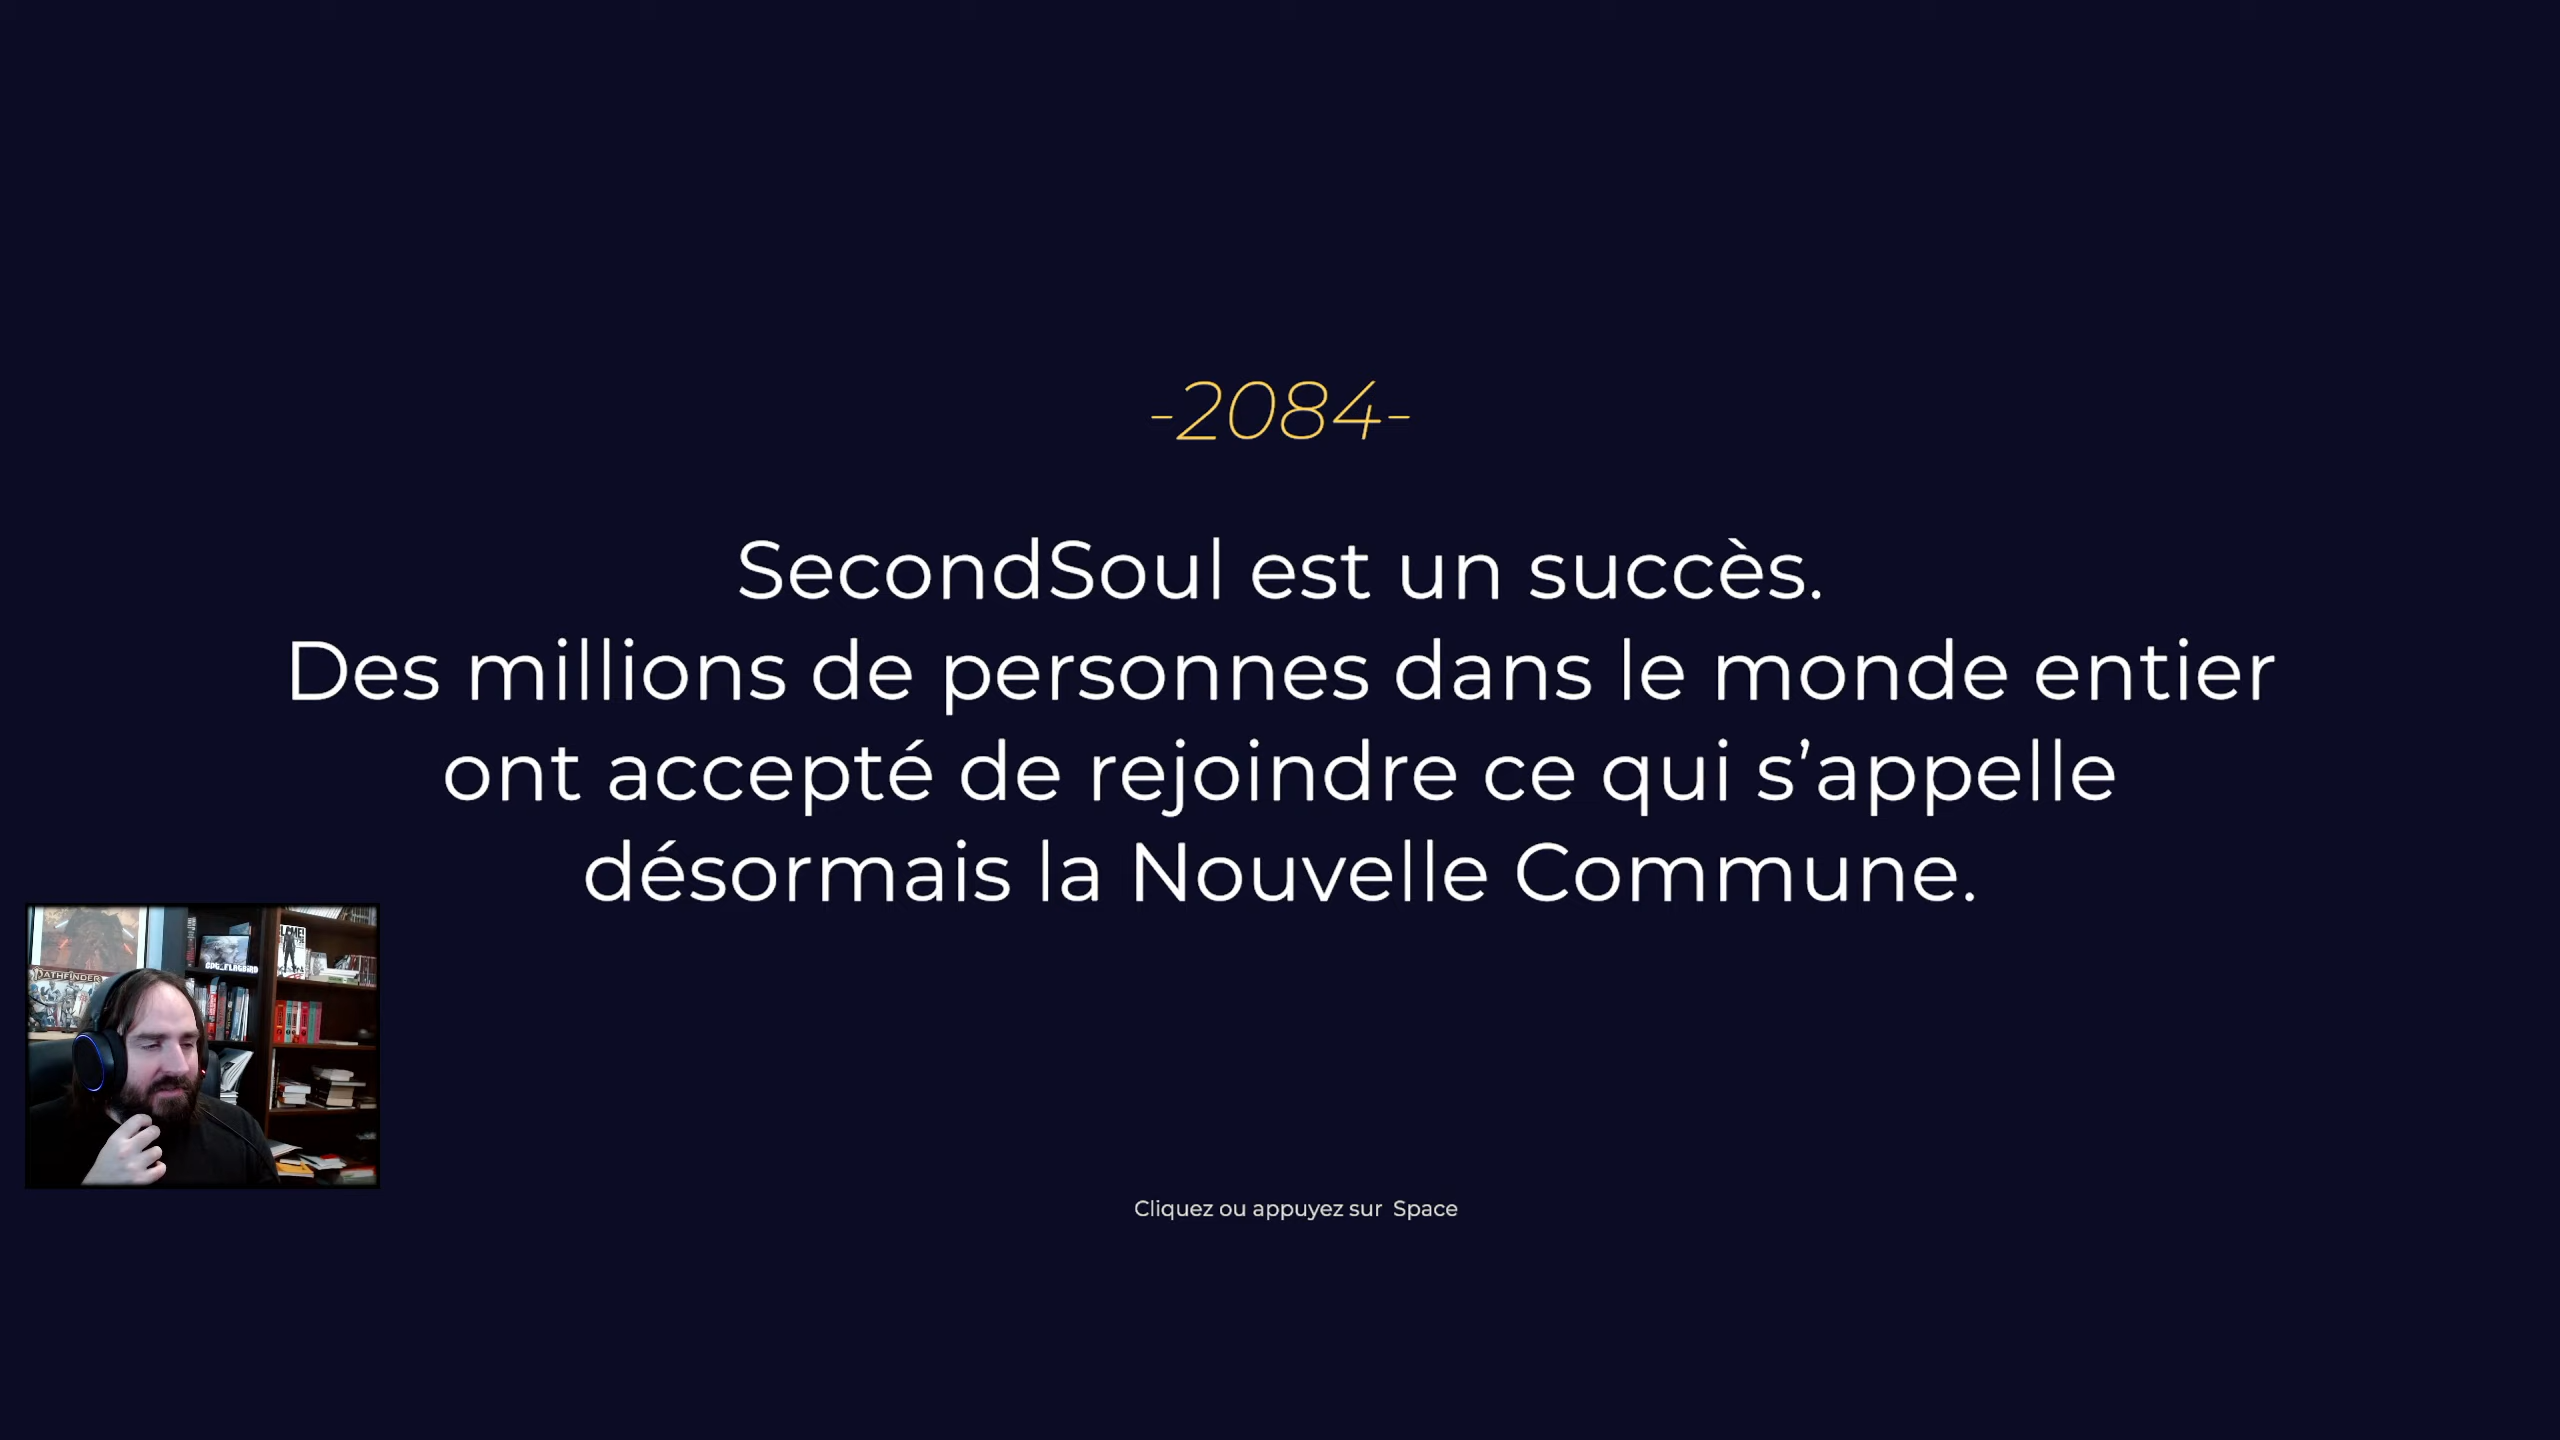 -2084-
SecondSoul est un succès.
Des millions de personnes dans le monde entier
ont accepté de rejoindre ce qui s’appelle
désormais la Nouvelle Commune.
PATHFINDER
Cliquez ou appuyez sur Space